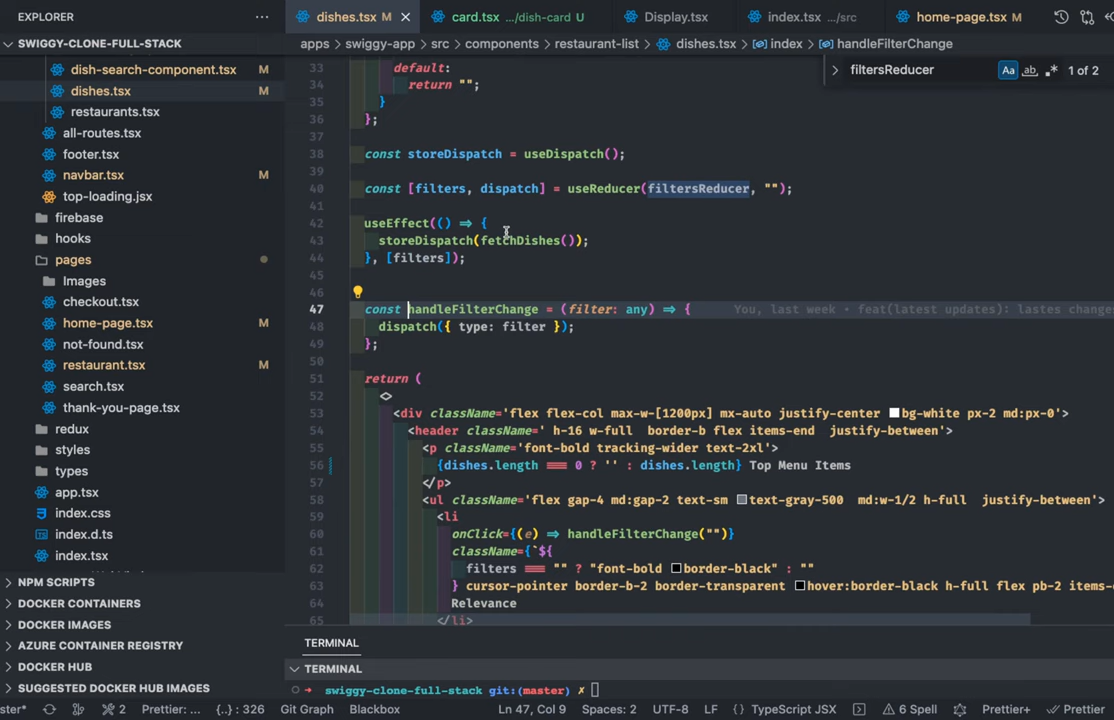 EXPLORER ...
SWIGGY-CLONE-FULL-STACK
dish-search-component.tsx M
dishes.tsx M
restaurants.tsx
all-routes.tsx
footer.tsx
navbar.tsx M
top-loading.jsx
firebase
hooks
pages
Images
checkout.tsx
home-page.tsx M
not-found.tsx
restaurant.tsx M
search.tsx
thank-you-page.tsx
redux
styles
types
app.tsx
index.css
index.d.ts
index.tsx
NPM SCRIPTS
DOCKER CONTAINERS
DOCKER IMAGES
AZURE CONTAINER REGISTRY
DOCKER HUB
SUGGESTED DOCKER HUB IMAGES
dishes.tsx M × card.tsx .../dish-card U Display.tsx index.tsx .../src home-page.tsx M
apps > swiggy-app > src > components > restaurant-list > dishes.tsx > index > handleFilterChange
filtersReducer Aa ab .* 1 of 2
33 default:
34 return "";
35 }
36 };
37
38 const storeDispatch = useDispatch();
39
40 const [filters, dispatch] = useReducer(filtersReducer, "");
41
42 useEffect(() => {
43 storeDispatch(fetchDishes());
44 }, [filters]);
45
46
47 const handleFilterChange = (filter: any) => { You, last week • feat(latest updates): lastes changes
48 dispatch({ type: filter });
49 };
50
51 return (
52 <>
53 <div className='flex flex-col max-w-[1200px] mx-auto justify-center bg-white px-2 md:px-0'>
54 <header className=' h-16 w-full border-b flex items-end justify-between'>
55 <p className='font-bold tracking-wider text-2xl'>
56 {dishes.length === 0 ? '' : dishes.length} Top Menu Items
57 </p>
58 <ul className='flex gap-4 md:gap-2 text-sm text-gray-500 md:w-1/2 h-full justify-between'>
59 <li
60 onClick={(e) => handleFilterChange("")}
61 className={`${
62 filters === "" ? "font-bold border-black" : ""
63 } cursor-pointer border-b-2 border-transparent hover:border-black h-full flex pb-2 items-
64 Relevance
65 </li>
TERMINAL
TERMINAL
swiggy-clone-full-stack git:(master) ✗
ster* 2 Prettier: ... {..} : 326 Git Graph Blackbox Ln 47, Col 9 Spaces: 2 UTF-8 LF {} TypeScript JSX 6 Spell Prettier+ Prettier